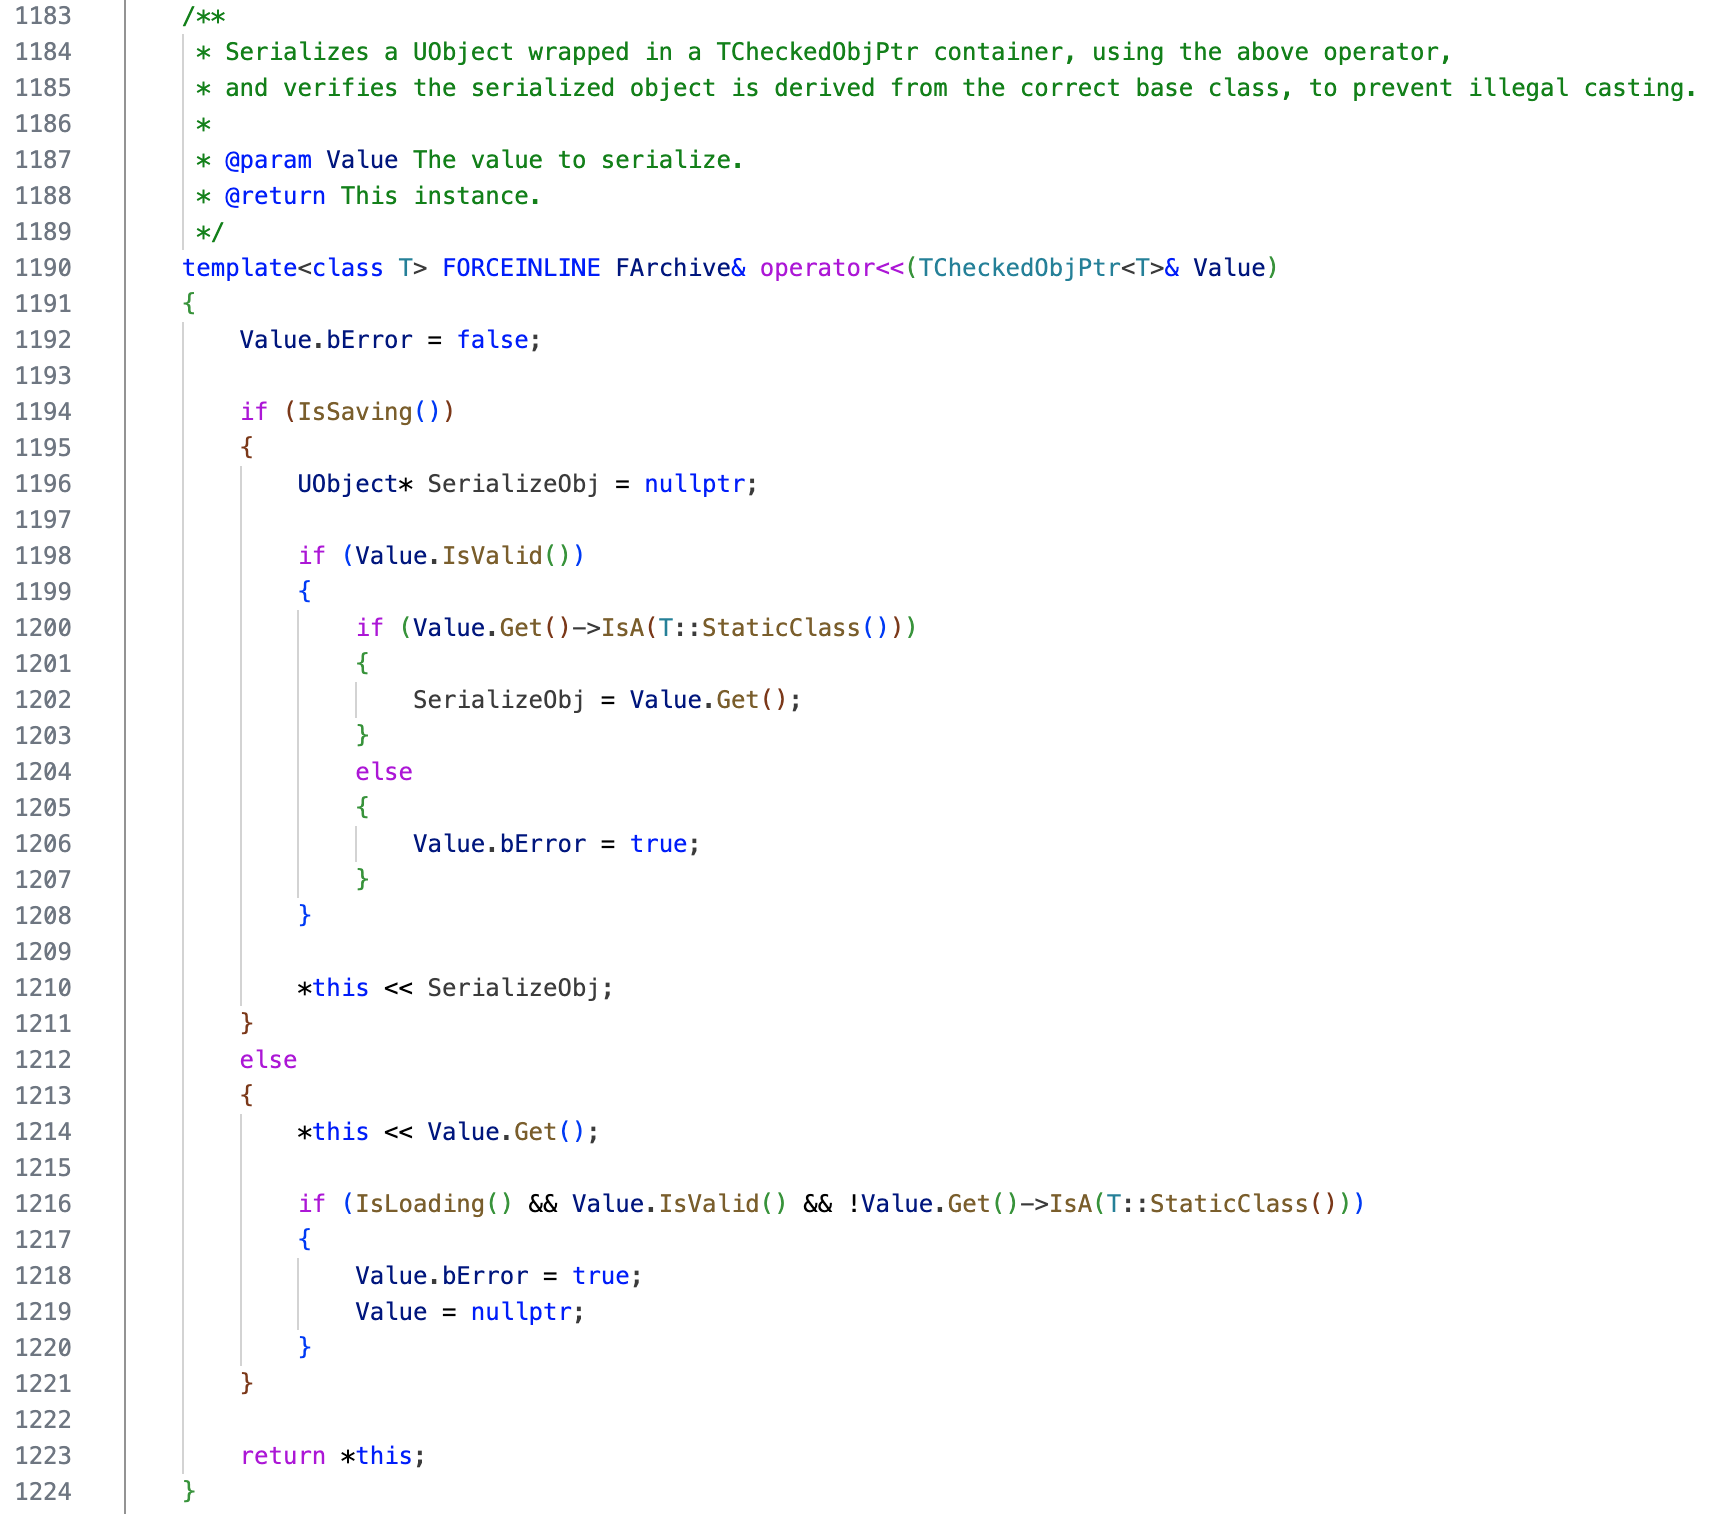 1183 /**
1184  * Serializes a UObject wrapped in a TCheckedObjPtr container, using the above operator,
1185  * and verifies the serialized object is derived from the correct base class, to prevent illegal casting.
1186  *
1187  * @param Value The value to serialize.
1188  * @return This instance.
1189  */
1190 template<class T> FORCEINLINE FArchive& operator<<(TCheckedObjPtr<T>& Value)
1191 {
1192     Value.bError = false;
1193
1194     if (IsSaving())
1195     {
1196         UObject* SerializeObj = nullptr;
1197
1198         if (Value.IsValid())
1199         {
1200             if (Value.Get()->IsA(T::StaticClass()))
1201             {
1202                 SerializeObj = Value.Get();
1203             }
1204             else
1205             {
1206                 Value.bError = true;
1207             }
1208         }
1209
1210         *this << SerializeObj;
1211     }
1212     else
1213     {
1214         *this << Value.Get();
1215
1216         if (IsLoading() && Value.IsValid() && !Value.Get()->IsA(T::StaticClass()))
1217         {
1218             Value.bError = true;
1219             Value = nullptr;
1220         }
1221     }
1222
1223     return *this;
1224 }